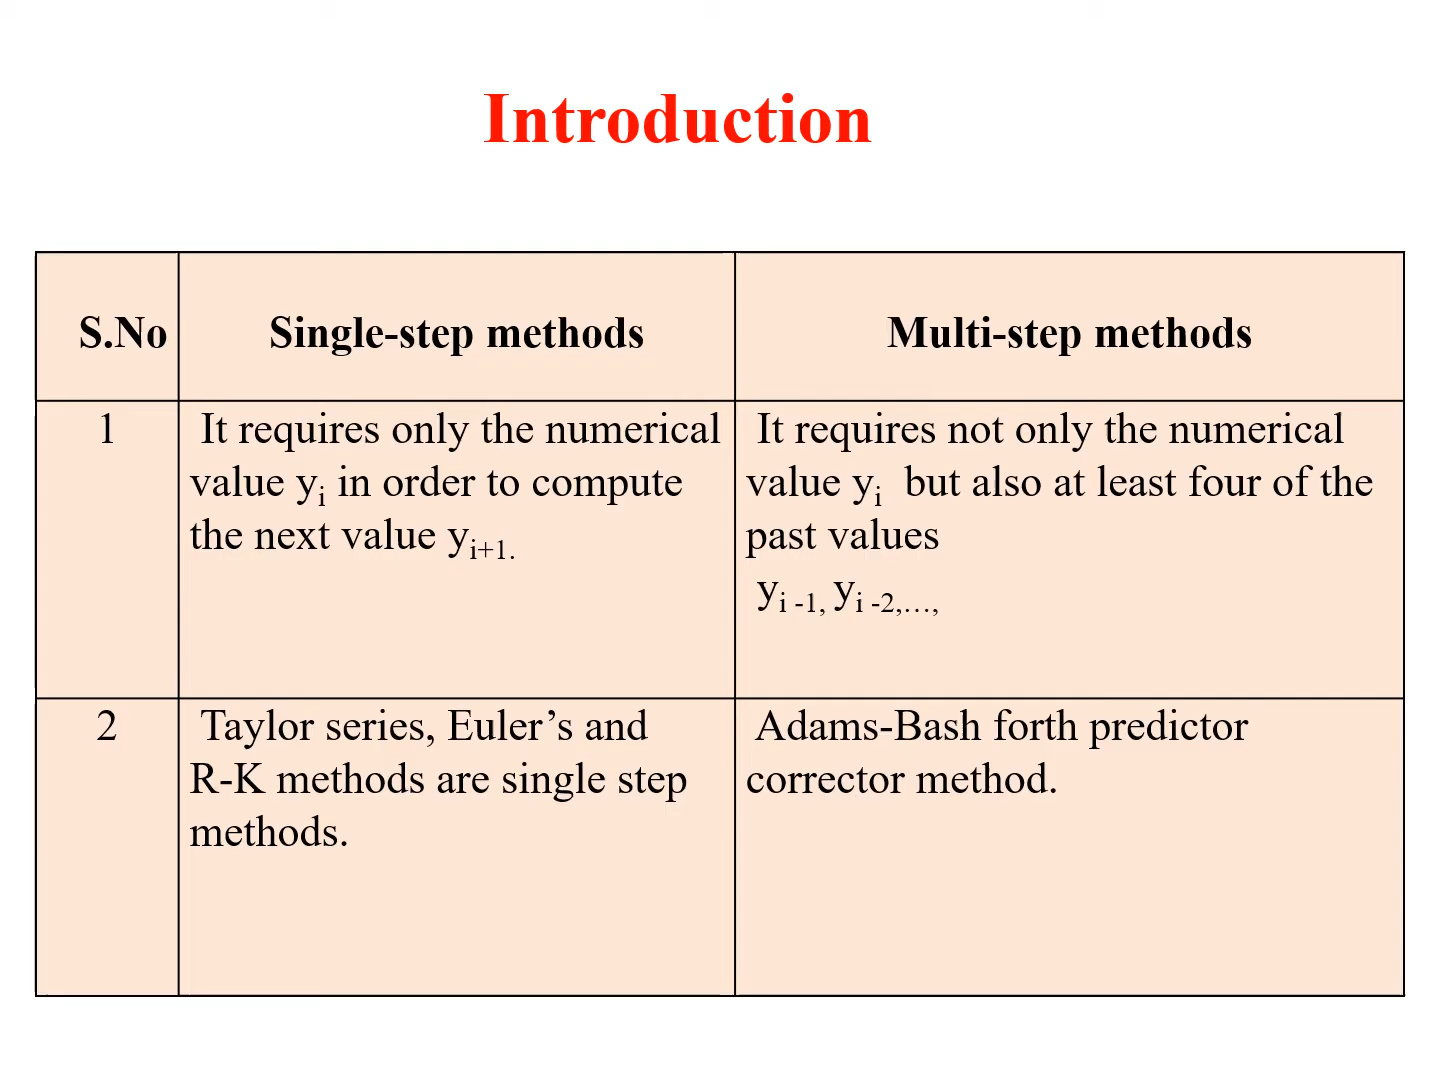 Introduction
S.No Single-step methods Multi-step methods
1
It requires only the numerical
value yi in order to compute
the next value yi+1.
It requires not only the numerical
value yi but also at least four of the
past values
yi -1, yi -2,…,
2
Taylor series, Euler’s and
R-K methods are single step
methods.
Adams-Bash forth predictor
corrector method.